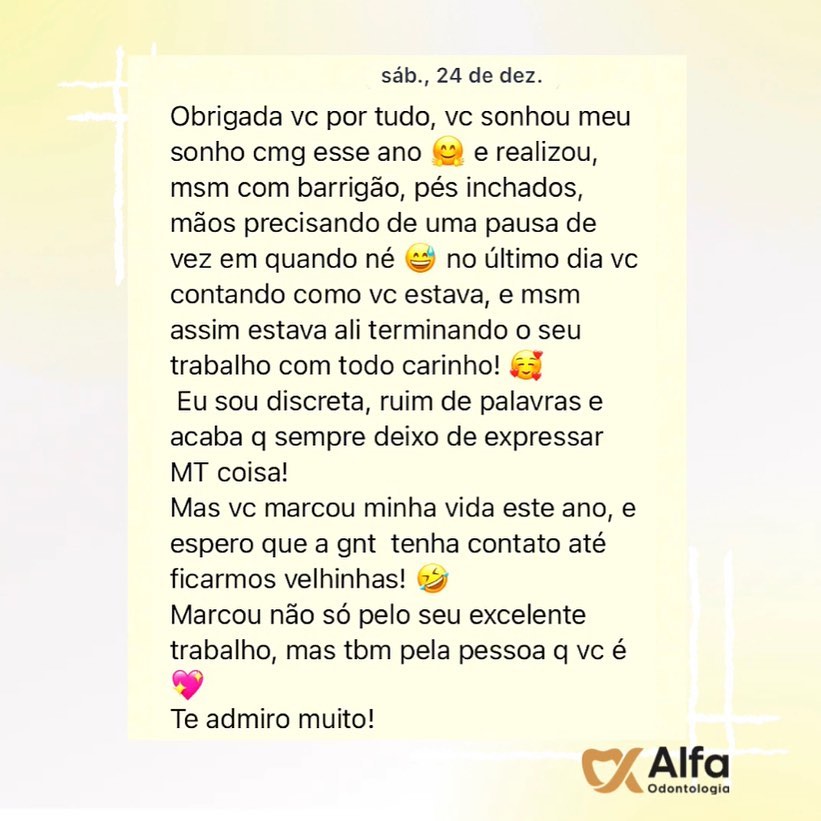 sáb., 24 de dez.
Obrigada vc por tudo, vc sonhou meu
sonho cmg esse ano 🤗 e realizou,
msm com barrigão, pés inchados,
mãos precisando de uma pausa de
vez em quando né 😅 no último dia vc
contando como vc estava, e msm
assim estava ali terminando o seu
trabalho com todo carinho! 🥰
Eu sou discreta, ruim de palavras e
acaba q sempre deixo de expressar
MT coisa!
Mas vc marcou minha vida este ano, e
espero que a gnt  tenha contato até
ficarmos velhinhas! 🤣
Marcou não só pelo seu excelente
trabalho, mas tbm pela pessoa q vc é
💖
Te admiro muito!
Alfa
Odontologia